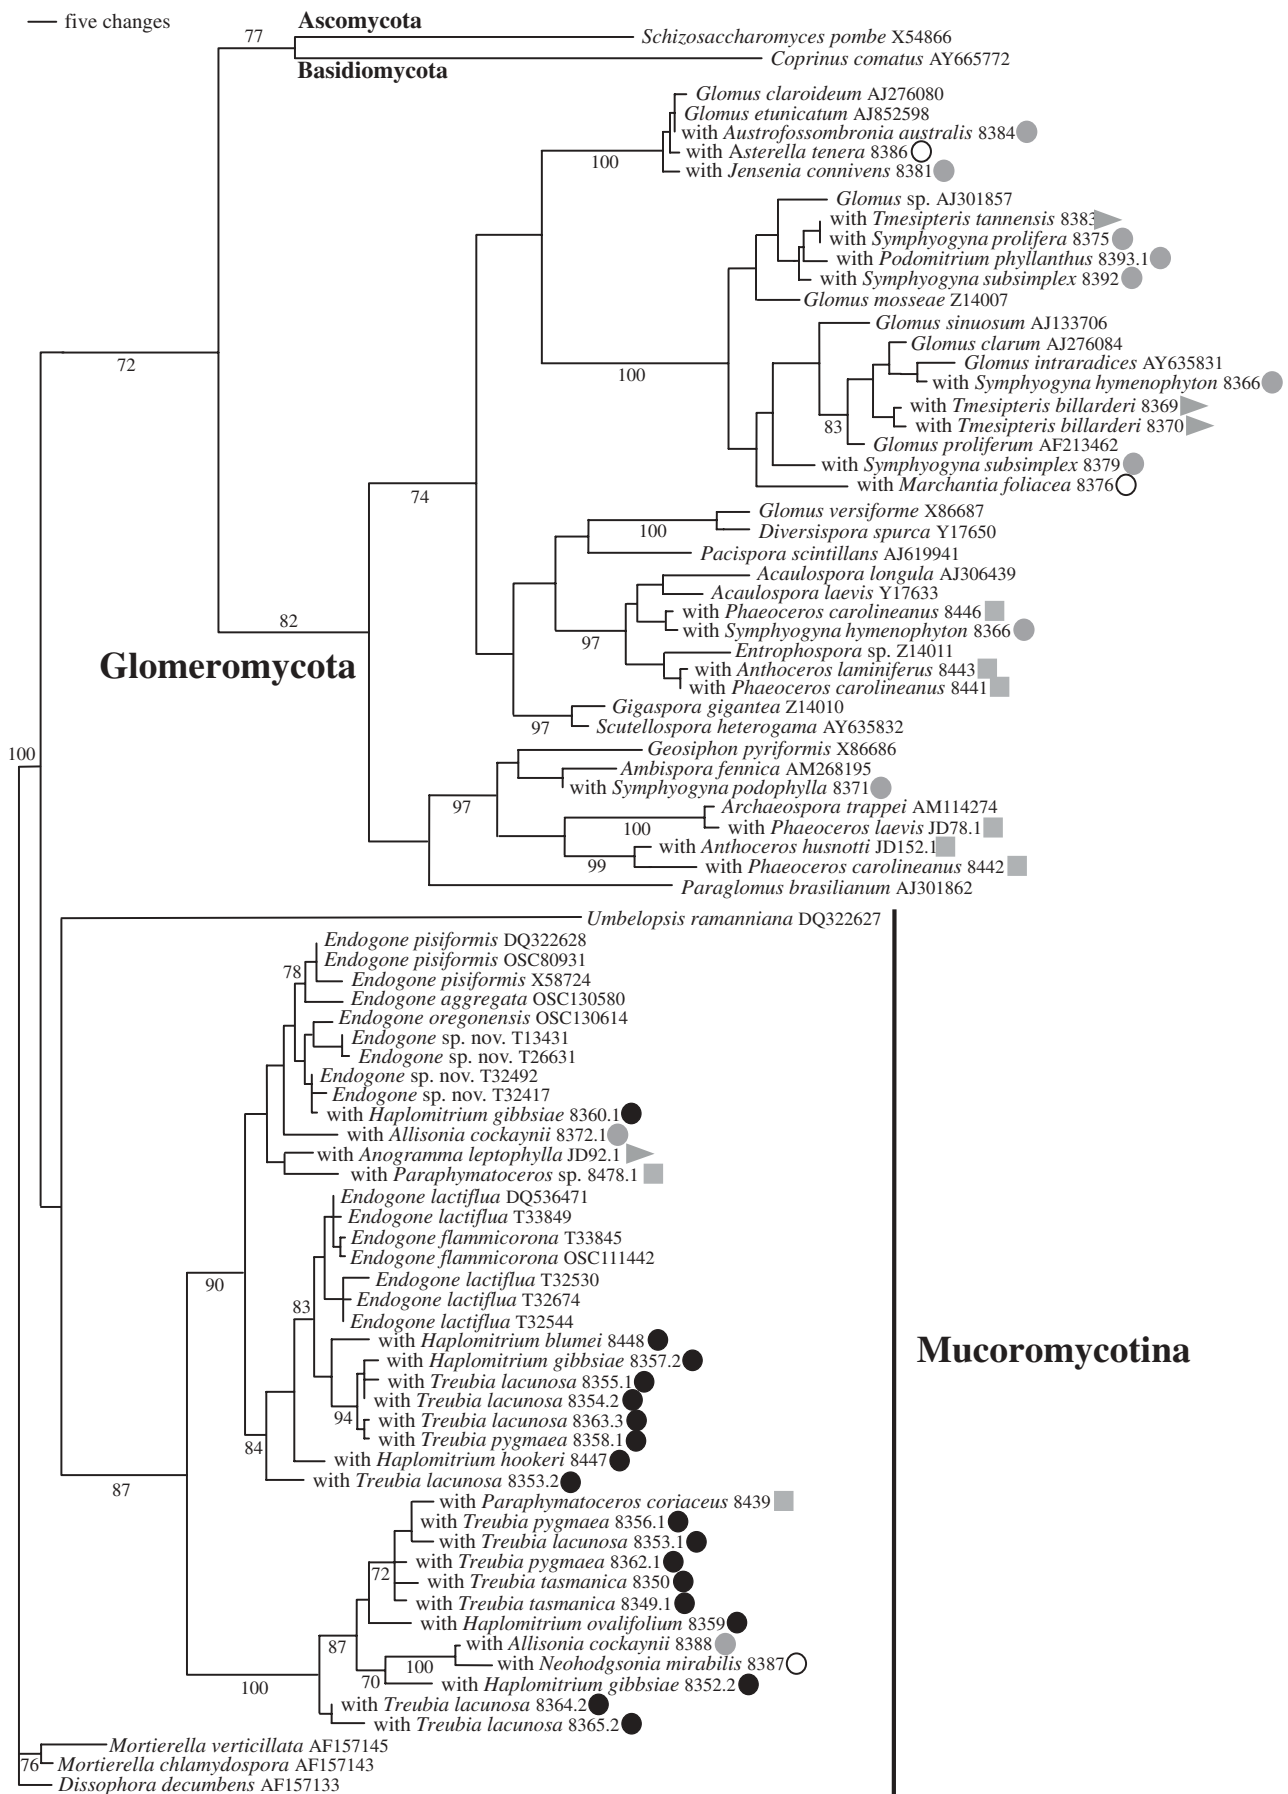 five changes
Ascomycota
77
Schizosaccharomyces pombe X54866
Coprinus comatus AY665772
Basidiomycota
Glomus claroideum AJ276080
Glomus etunicatum AJ852598
with Austrofossombronia australis 8384
with Asterella tenera 8386
100
with Jensenia connivens 8381
Glomus sp. AJ301857
with Tmesipteris tannensis 8383
with Symphyogyna prolifera 8375
with Podomitrium phyllanthus 8393.1
with Symphyogyna subsimplex 8392
Glomus mosseae Z14007
Glomus sinuosum AJ133706
Glomus clarum AJ276084
72
Glomus intraradices AY635831
100
with Symphyogyna hymenophyton 8366
with Tmesipteris billarderi 8369
with Tmesipteris billarderi 8370
83
Glomus proliferum AF213462
with Symphyogyna subsimplex 8379
with Marchantia foliacea 8376
74
Glomus versiforme X86687
100
Diversispora spurca Y17650
Pacispora scintillans AJ619941
Acaulospora longula AJ306439
Acaulospora laevis Y17633
with Phaeoceros carolineanus 8446
82
with Symphyogyna hymenophyton 8366
97
Entrophospora sp. Z14011
Glomeromycota
with Anthoceros laminiferus 8443
with Phaeoceros carolineanus 8441
Gigaspora gigantea Z14010
97
Scutellospora heterogama AY635832
100
Geosiphon pyriformis X86686
Ambispora fennica AM268195
with Symphyogyna podophylla 8371
97
Archaeospora trappei AM114274
100
with Phaeoceros laevis JD78.1
with Anthoceros husnotti JD152.1
99
with Phaeoceros carolineanus 8442
Paraglomus brasilianum AJ301862
Umbelopsis ramanniana DQ322627
Endogone pisiformis DQ322628
Endogone pisiformis OSC80931
78
Endogone pisiformis X58724
Endogone aggregata OSC130580
Endogone oregonensis OSC130614
Endogone sp. nov. T13431
Endogone sp. nov. T26631
Endogone sp. nov. T32492
Endogone sp. nov. T32417
with Haplomitrium gibbsiae 8360.1
with Allisonia cockaynii 8372.1
with Anogramma leptophylla JD92.1
with Paraphymatoceros sp. 8478.1
Endogone lactiflua DQ536471
Endogone lactiflua T33849
Endogone flammicorona T33845
Endogone flammicorona OSC111442
90
Endogone lactiflua T32530
83
Endogone lactiflua T32674
Endogone lactiflua T32544
with Haplomitrium blumei 8448
Mucoromycotina
with Haplomitrium gibbsiae 8357.2
with Treubia lacunosa 8355.1
with Treubia lacunosa 8354.2
94
with Treubia lacunosa 8363.3
with Treubia pygmaea 8358.1
84
with Haplomitrium hookeri 8447
with Treubia lacunosa 8353.2
87
with Paraphymatoceros coriaceus 8439
with Treubia pygmaea 8356.1
with Treubia lacunosa 8353.1
with Treubia pygmaea 8362.1
72
with Treubia tasmanica 8350
with Treubia tasmanica 8349.1
with Haplomitrium ovalifolium 8359
87
with Allisonia cockaynii 8388
100
with Neohodgsonia mirabilis 8387
70
with Haplomitrium gibbsiae 8352.2
100
with Treubia lacunosa 8364.2
with Treubia lacunosa 8365.2
Mortierella verticillata AF157145
76
Mortierella chlamydospora AF157143
Dissophora decumbens AF157133